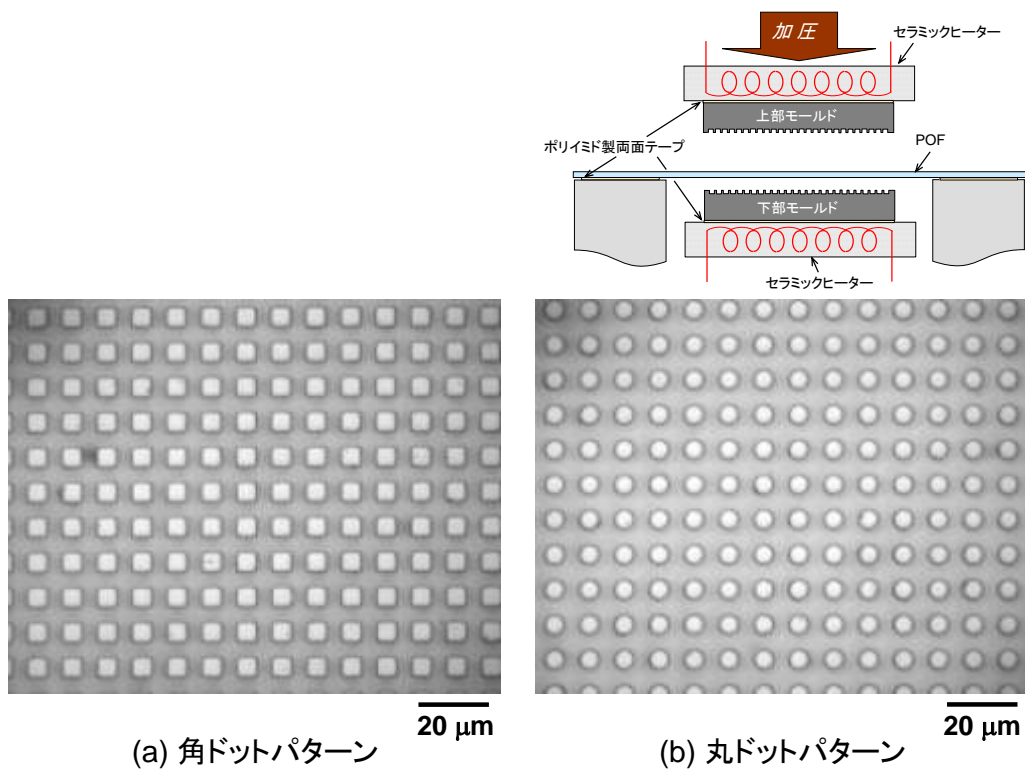 加 圧
セラミックヒーター
上部モールド
ポリイミド製両面テープ
POF
下部モールド
セラミックヒーター
20 μm
20 μm
(a) 角ドットパターン
(b) 丸ドットパターン